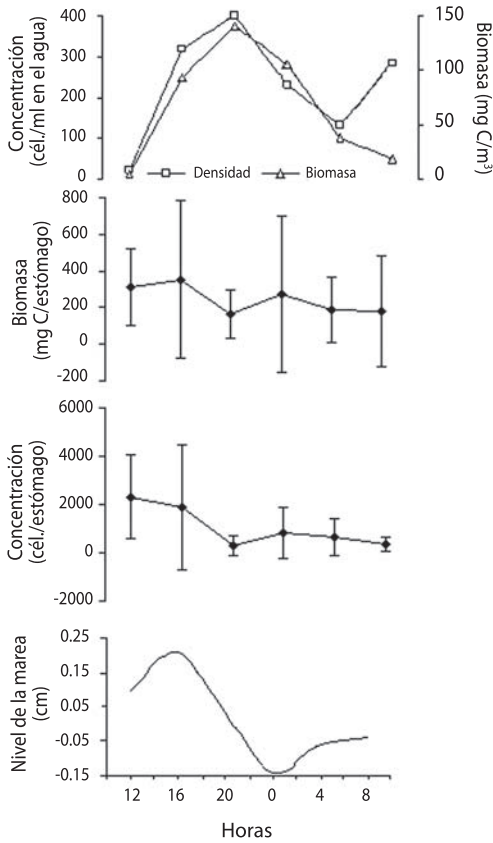 Concentración
(cél./ml en el agua)
400
300
200
100
0
150
100
50
0
Biomasa (mg C/m³)
Densidad
Biomasa
Biomasa
(mg C/estómago)
800
600
400
200
0
-200
Concentración
(cél./estómago)
6000
4000
2000
0
-2000
Nivel de la marea
(cm)
0.25
0.15
0.05
-0.05
-0.15
12 16 20 0 4 8
Horas